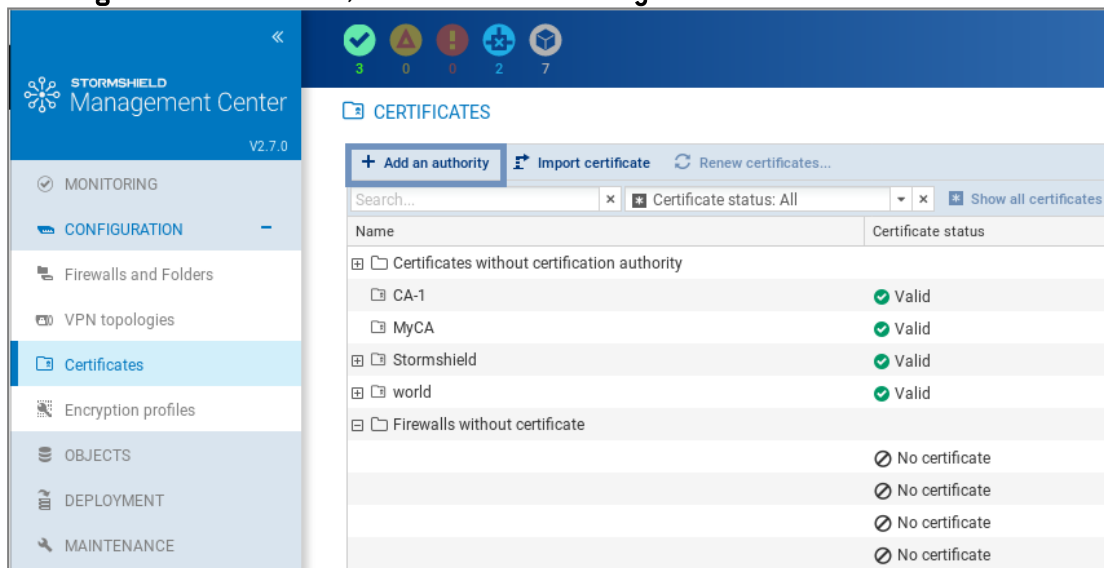 «
3 0 0 2 7
STORMSHIELD
Management Center
V2.7.0
MONITORING
CONFIGURATION
Firewalls and Folders
VPN topologies
Certificates
Encryption profiles
OBJECTS
DEPLOYMENT
MAINTENANCE
CERTIFICATES
+ Add an authority Import certificate Renew certificates...
Search... Certificate status: All Show all certificates
Name Certificate status
Certificates without certification authority
CA-1 Valid
MyCA Valid
Stormshield Valid
world Valid
Firewalls without certificate
No certificate
No certificate
No certificate
No certificate